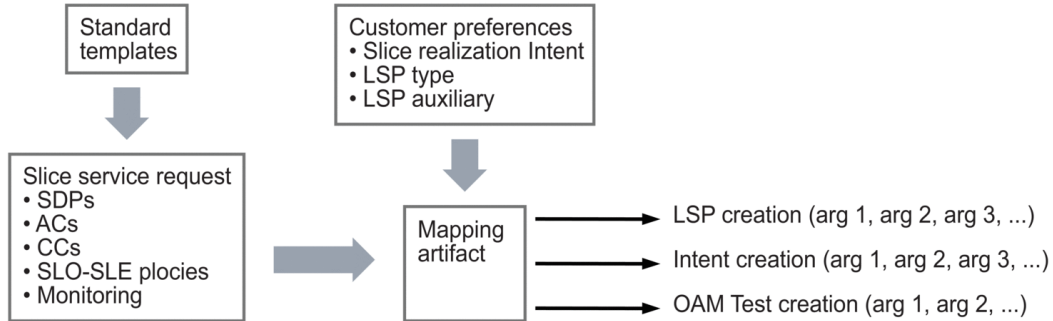 Standard
templates
Customer preferences
• Slice realization Intent
• LSP type
• LSP auxiliary
Slice service request
• SDPs
• ACs
• CCs
• SLO-SLE plocies
• Monitoring
Mapping
artifact
LSP creation (arg 1, arg 2, arg 3, ...)
Intent creation (arg 1, arg 2, arg 3, ...)
OAM Test creation (arg 1, arg 2, ...)